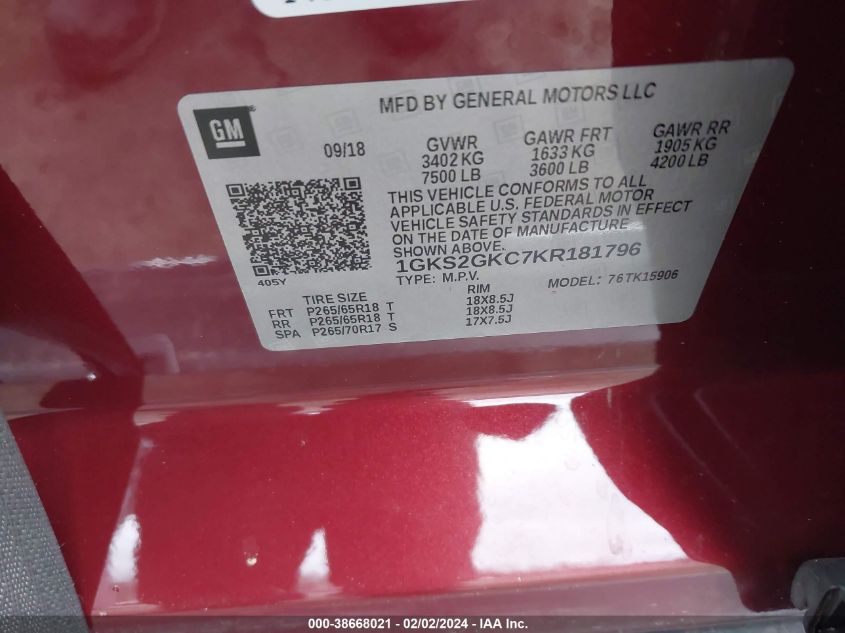 MFD BY GENERAL MOTORS LLC
GM
09/18
GVWR
3402 KG
7500 LB
GAWR FRT
1633 KG
3600 LB
GAWR RR
1905 KG
4200 LB
THIS VEHICLE CONFORMS TO ALL
APPLICABLE U.S. FEDERAL MOTOR
VEHICLE SAFETY STANDARDS IN EFFECT
ON THE DATE OF MANUFACTURE
SHOWN ABOVE.
1GKS2GKC7KR181796
405Y
TYPE: M.P.V.
MODEL: 76TK15906
TIRE SIZE RIM
FRT P265/65R18 T 18X8.5J
RR P265/65R18 T 18X8.5J
SPA P265/70R17 S 17X7.5J
000-38668021 / 02/02/2024 - IAA Inc.